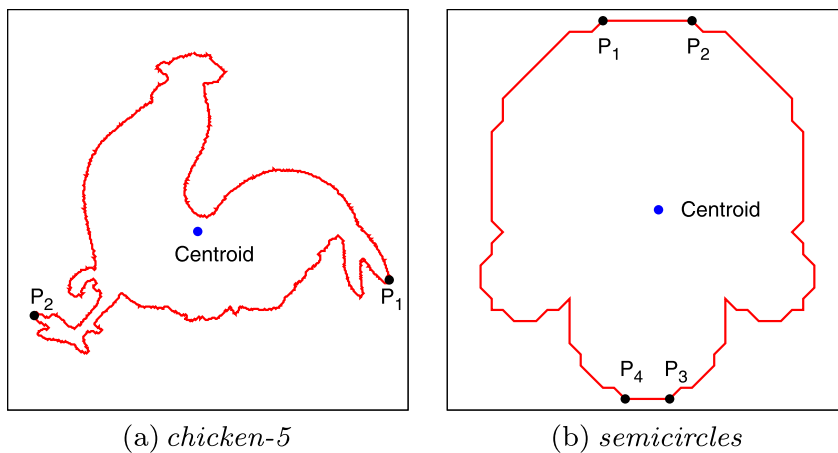 P1 P2
Centroid
Centroid
P2
P1
P4 P3
(a) chicken-5 (b) semicircles